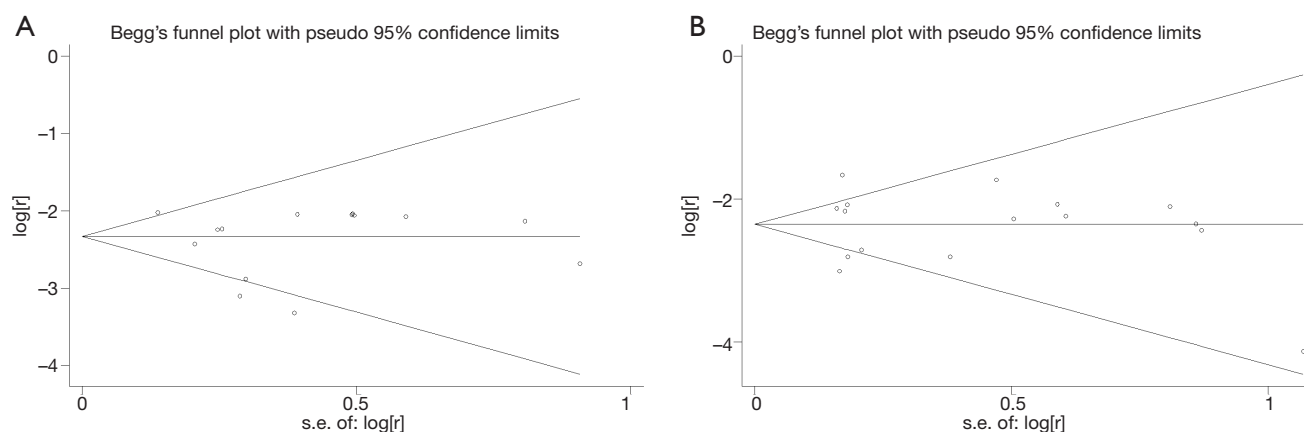 A
Begg's funnel plot with pseudo 95% confidence limits
0
–1
–2
–3
–4
log[r]
0
0.5
1
s.e. of: log[r]
B
Begg's funnel plot with pseudo 95% confidence limits
0
–2
–4
log[r]
0
0.5
1
s.e. of: log[r]